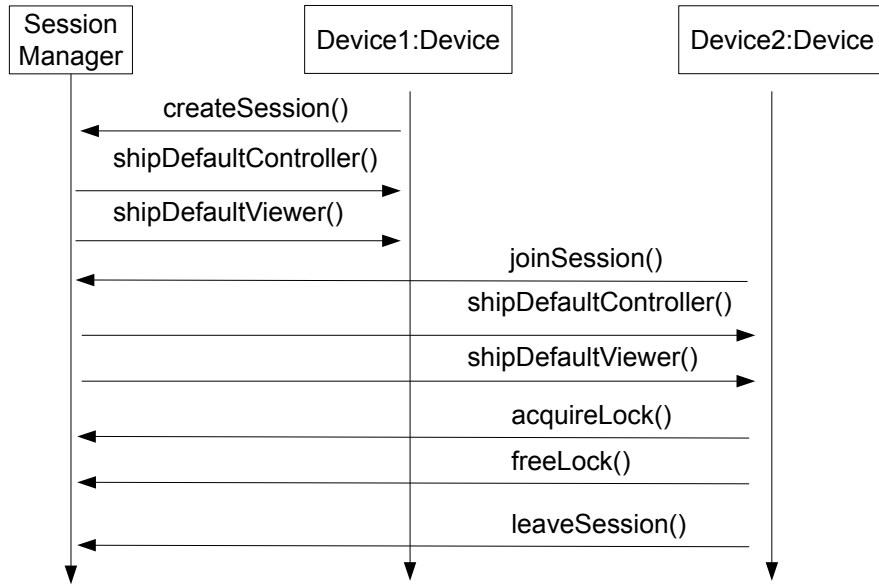 Session
Manager
Device1:Device
Device2:Device
createSession()
shipDefaultController()
shipDefaultViewer()
joinSession()
shipDefaultController()
shipDefaultViewer()
acquireLock()
freeLock()
leaveSession()